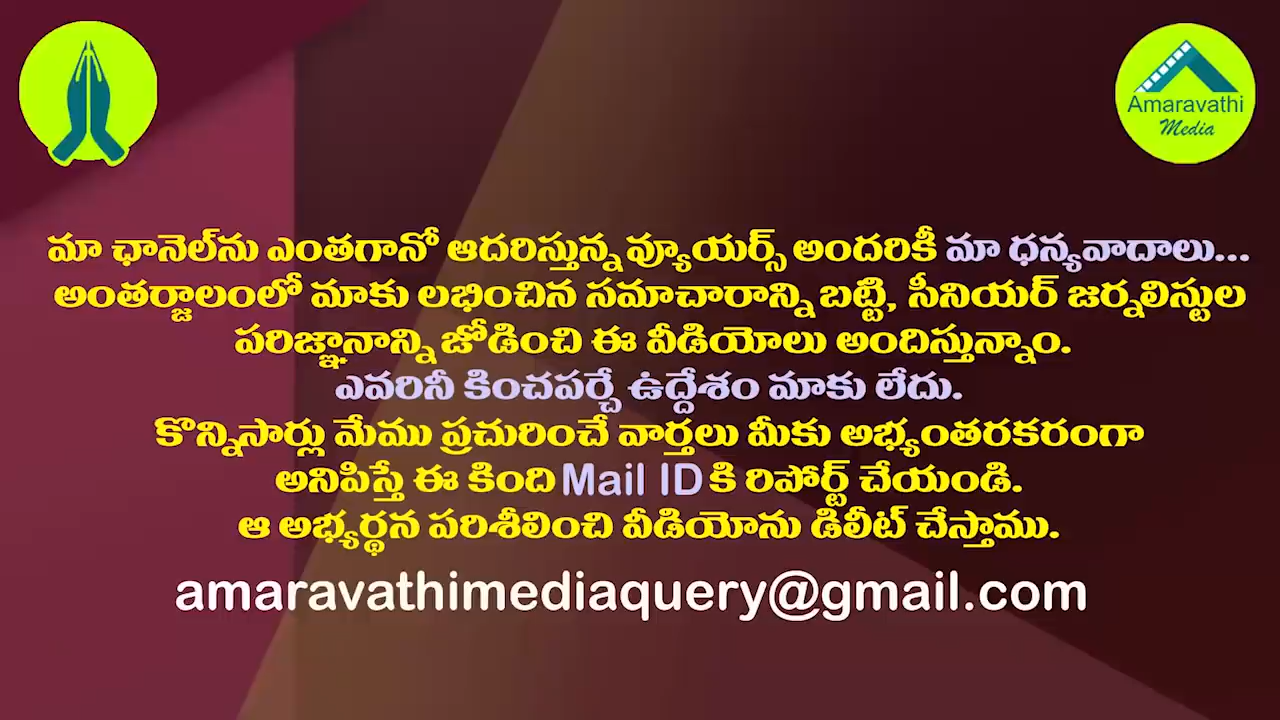 Amaravathi
Media
మా ఛానెల్‌ను ఎంతగానో ఆదరిస్తున్న వ్యూయర్స్ అందరికీ మా ధన్యవాదాలు...
అంతర్జాలంలో మాకు లభించిన సమాచారాన్ని బట్టి, సీనియర్ జర్నలిస్టుల
పరిజ్ఞానాన్ని జోడించి ఈ వీడియోలు అందిస్తున్నాం.
ఎవరినీ కించపర్చే ఉద్దేశం మాకు లేదు.
కొన్నిసార్లు మేము ప్రచురించే వార్తలు మీకు అభ్యంతరకరంగా
అనిపిస్తే ఈ కింది Mail ID కి రిపోర్ట్ చేయండి.
ఆ అభ్యర్థన పరిశీలించి వీడియోను డిలీట్ చేస్తాము.
amaravathimediaquery@gmail.com